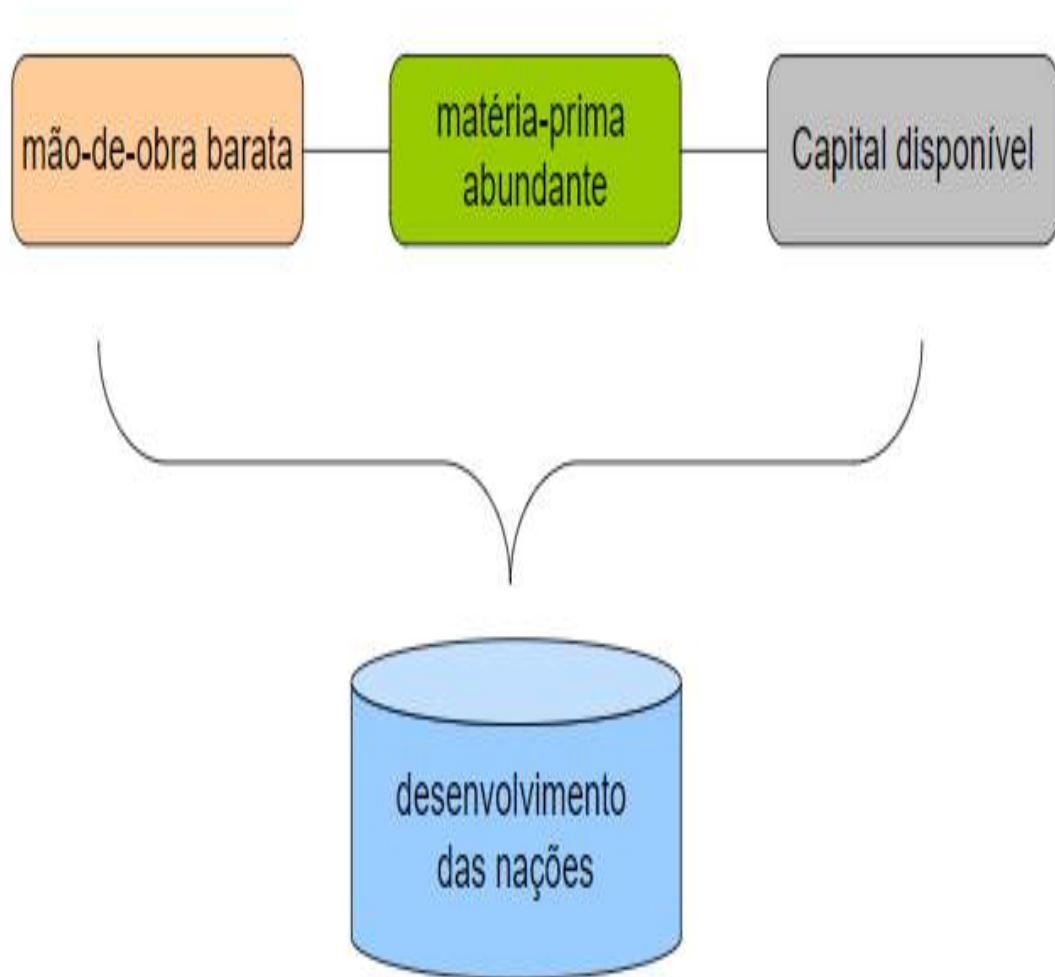 mão-de-obra barata
matéria-prima
abundante
Capital disponível
desenvolvimento
das nações